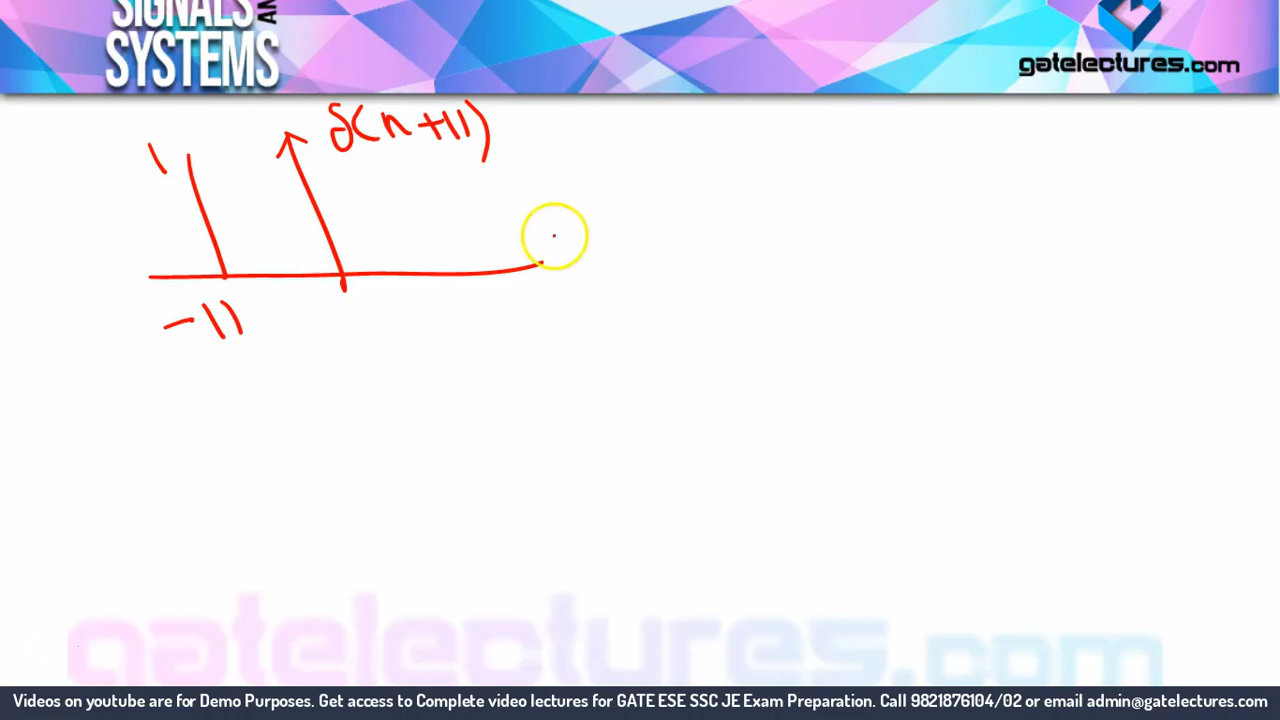 SIGNALS AND
SYSTEMS
gatelectures.com
δ(n+11)
1
-11
gatelectures.com
Videos on youtube are for Demo Purposes. Get access to Complete video lectures for GATE ESE SSC JE Exam Preparation. Call 9821876104/02 or email admin@gatelectures.com